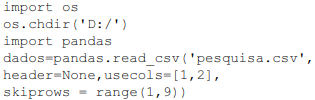 import os
os.chdir('D:/')
import pandas
dados=pandas.read_csv('pesquisa.csv',
header=None,usecols=[1,2],
skiprows = range(1,9))